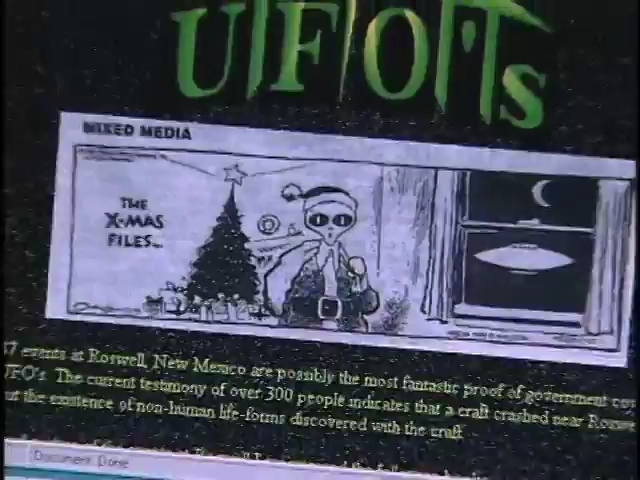 UFO's
MIXED MEDIA
THE
X-MAS
FILES...
7 events at Roswell, New Mexico are possibly the most fantastic proof of government
UFO's. The current testimony of over 300 people indicates that a craft crashed near Roswe
the existence of non-human life-forms discovered with the craft
Document Done